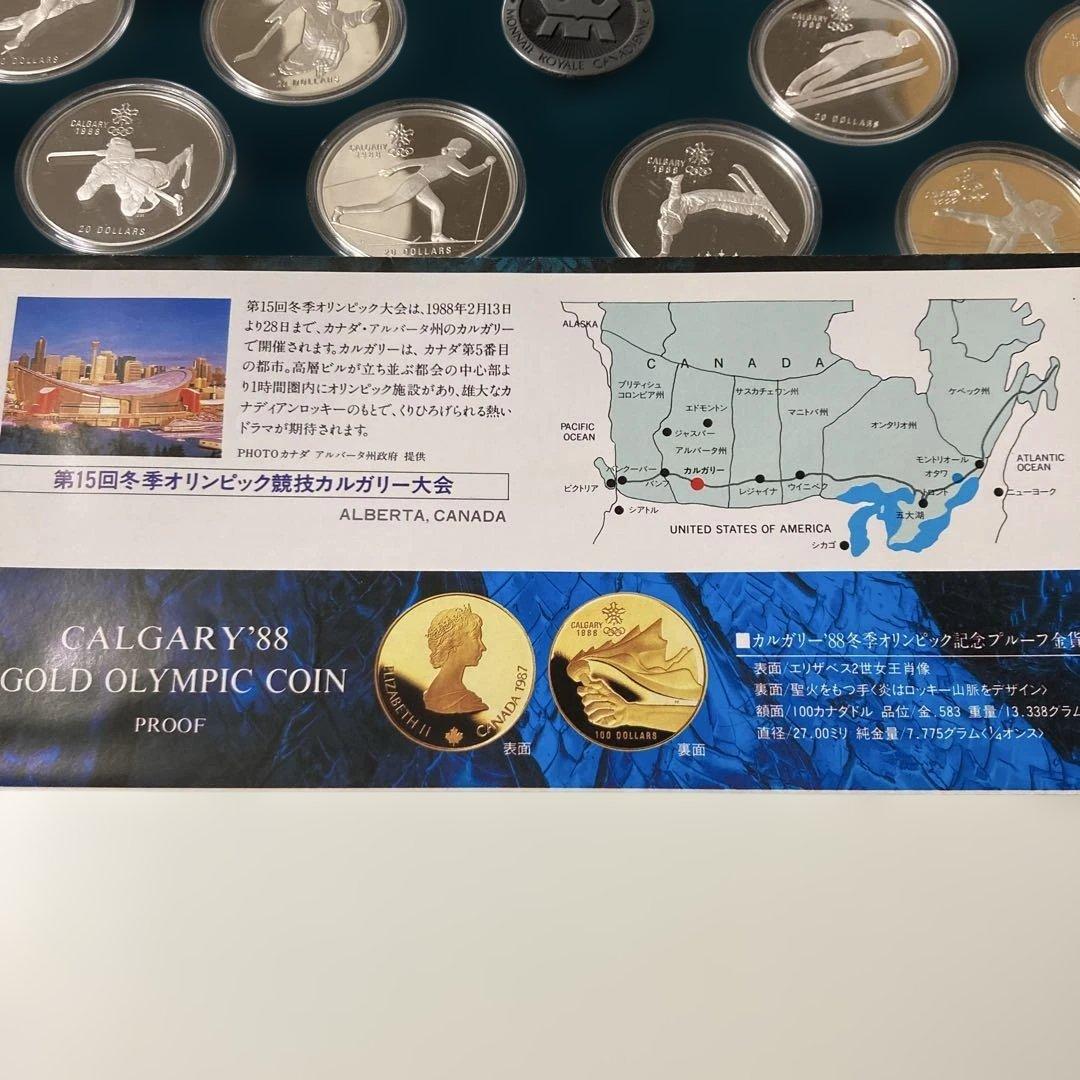 20 DOLLARS
20 DOLLARS
MONNAIE ROYALE CANADIENNE
CALGARY
1988
20 DOLLARS
CALGARY
1988
20 DOLLARS
CALGARY
1988
20 DOLLARS
CALGARY
1988
第15回冬季オリンピック大会は、1988年2月13日
より28日まで、カナダ・アルバータ州のカルガリー
で開催されます。カルガリーは、カナダ第5番目
の都市。高層ビルが立ち並ぶ都会の中心部より
1時間圏内にオリンピック施設があり、雄大なカ
ナディアンロッキーのもとで、くりひろげられる熱い
ドラマが期待されます。
PHOTOカナダ アルバータ州政府 提供
第15回冬季オリンピック競技カルガリー大会
ALBERTA, CANADA
ALASKA
CANADA
ブリティシュ
コロンビア州
サスカチェワン州
ケベック州
エドモントン
マニトバ州
PACIFIC
OCEAN
ジャスパー
オンタリオ州
アルバータ州
ATLANTIC
OCEAN
モントリオール
バンクーバー
カルガリー
オタワ
ビクトリア
バンフ
レジャイナ
ウイニペク
トロント
ニューヨーク
シアトル
五大湖
UNITED STATES OF AMERICA
シカゴ
CALGARY'88
GOLD OLYMPIC COIN
PROOF
ELIZABETH II
CANADA 1987
表面
CALGARY
1988
100 DOLLARS
裏面
■カルガリー'88冬季オリンピック記念プルーフ金貨
表面/エリザベス2世女王肖像
裏面/聖火をもつ手<炎はロッキー山脈をデザイン>
額面/100カナダドル 品位/金.583 重量/13.338グラム
直径/27.00ミリ 純金量/7.775グラム<1/4オンス>